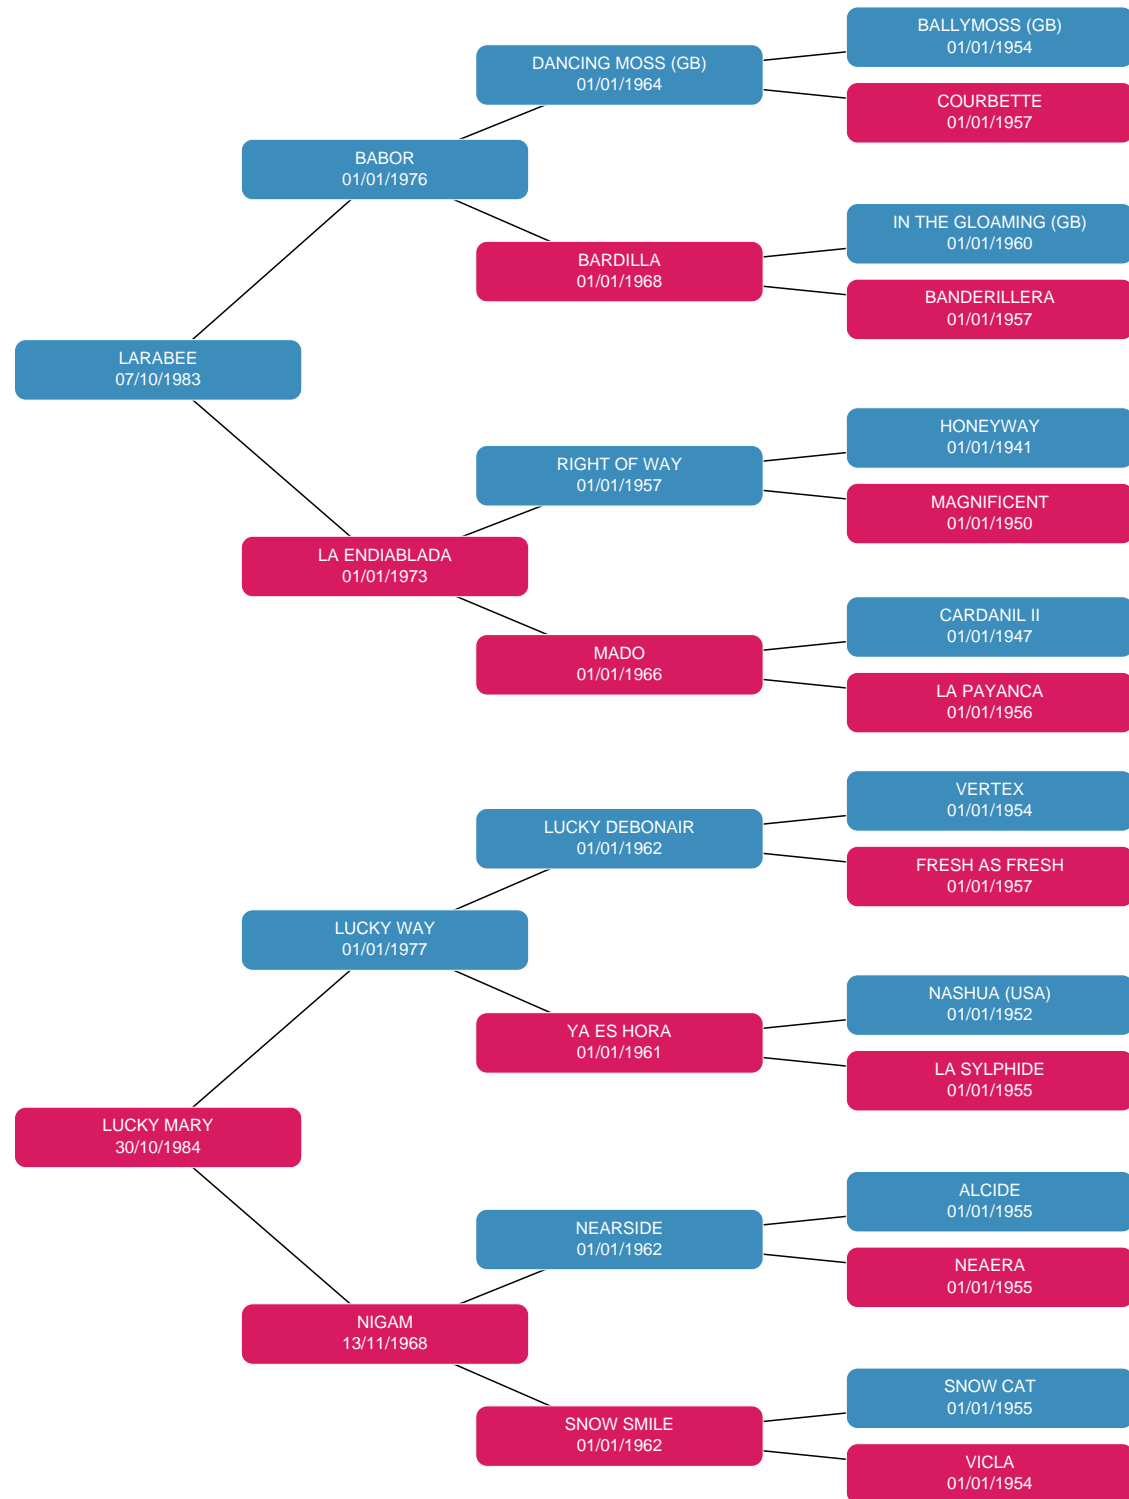 BALLYMOSS (GB)
01/01/1954
DANCING MOSS (GB)
01/01/1964
COURBETTE
01/01/1957
BABOR
01/01/1976
IN THE GLOAMING (GB)
01/01/1960
BARDILLA
01/01/1968
BANDERILLERA
01/01/1957
LARABEE
07/10/1983
HONEYWAY
01/01/1941
RIGHT OF WAY
01/01/1957
MAGNIFICENT
01/01/1950
LA ENDIABLADA
01/01/1973
CARDANIL II
01/01/1947
MADO
01/01/1966
LA PAYANCA
01/01/1956
VERTEX
01/01/1954
LUCKY DEBONAIR
01/01/1962
FRESH AS FRESH
01/01/1957
LUCKY WAY
01/01/1977
NASHUA (USA)
01/01/1952
YA ES HORA
01/01/1961
LA SYLPHIDE
01/01/1955
LUCKY MARY
30/10/1984
ALCIDE
01/01/1955
NEARSIDE
01/01/1962
NEAERA
01/01/1955
NIGAM
13/11/1968
SNOW CAT
01/01/1955
SNOW SMILE
01/01/1962
VICLA
01/01/1954